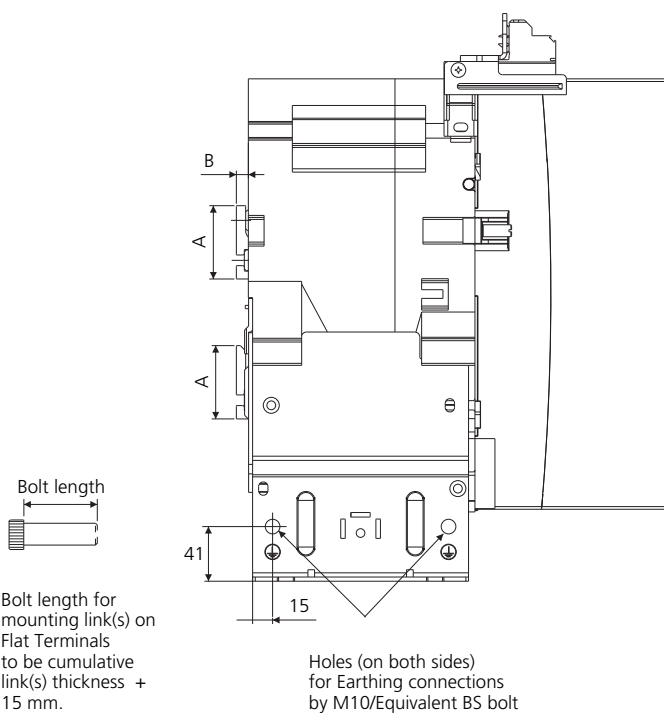 B
A
A
Bolt length
41
15
Bolt length for
mounting link(s) on
Flat Terminals
to be cumulative
link(s) thickness +
15 mm.
Holes (on both sides)
for Earthing connections
by M10/Equivalent BS bolt